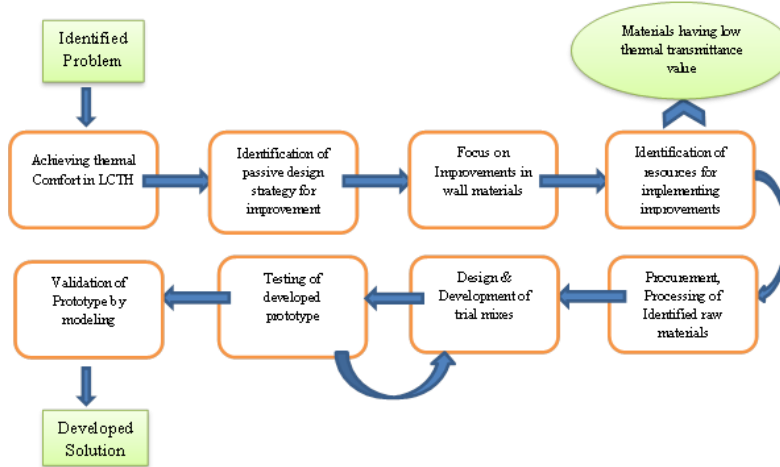 Identified
Problem
Materials having low
thermal transmittance
value
Achieving thermal
Comfort in LCTH
Identification of
passive design
strategy for
improvement
Focus on
Improvements in
wall materials
Identification of
resources for
implementing
improvements
Validation of
Prototype by
modeling
Testing of
developed
prototype
Design &
Development of
trial mixes
Procurement,
Processing of
Identified raw
materials
Developed
Solution